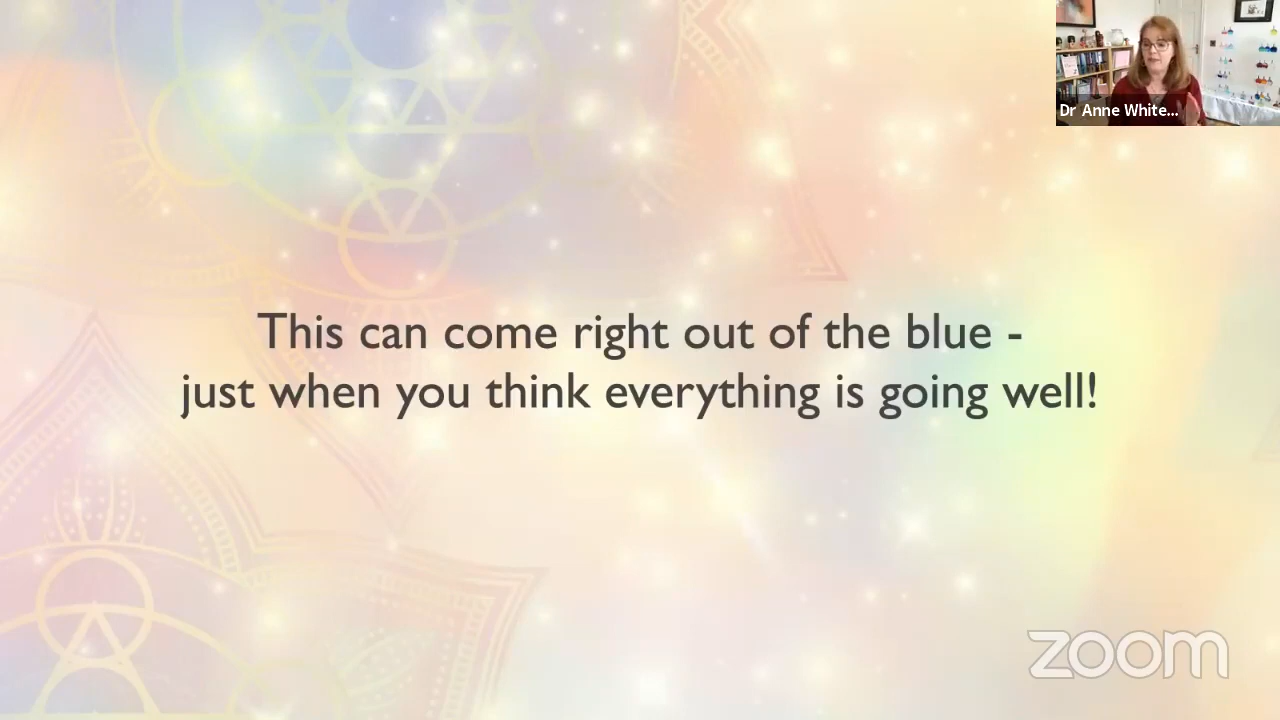 Dr Anne White...
This can come right out of the blue -
just when you think everything is going well!
zoom